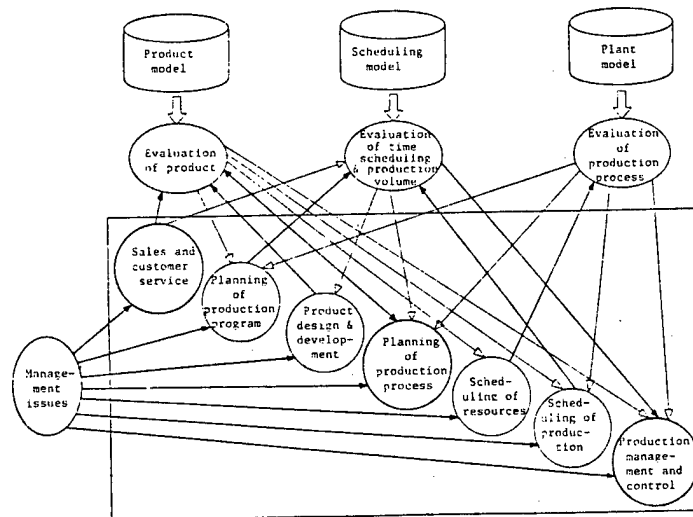 Product
model
Scheduling
model
Plant
model
Evaluation
of product
Evaluation
of time
scheduling
& production
volume
Evaluation
of
production
process
Sales and
customer
service
Planning
of
production
program
Product
design &
develop-
ment
Planning
of
production
process
Sched-
uling of
resources
Sched-
uling of
produc-
tion
Production
management
and
control
Manage-
ment
issues